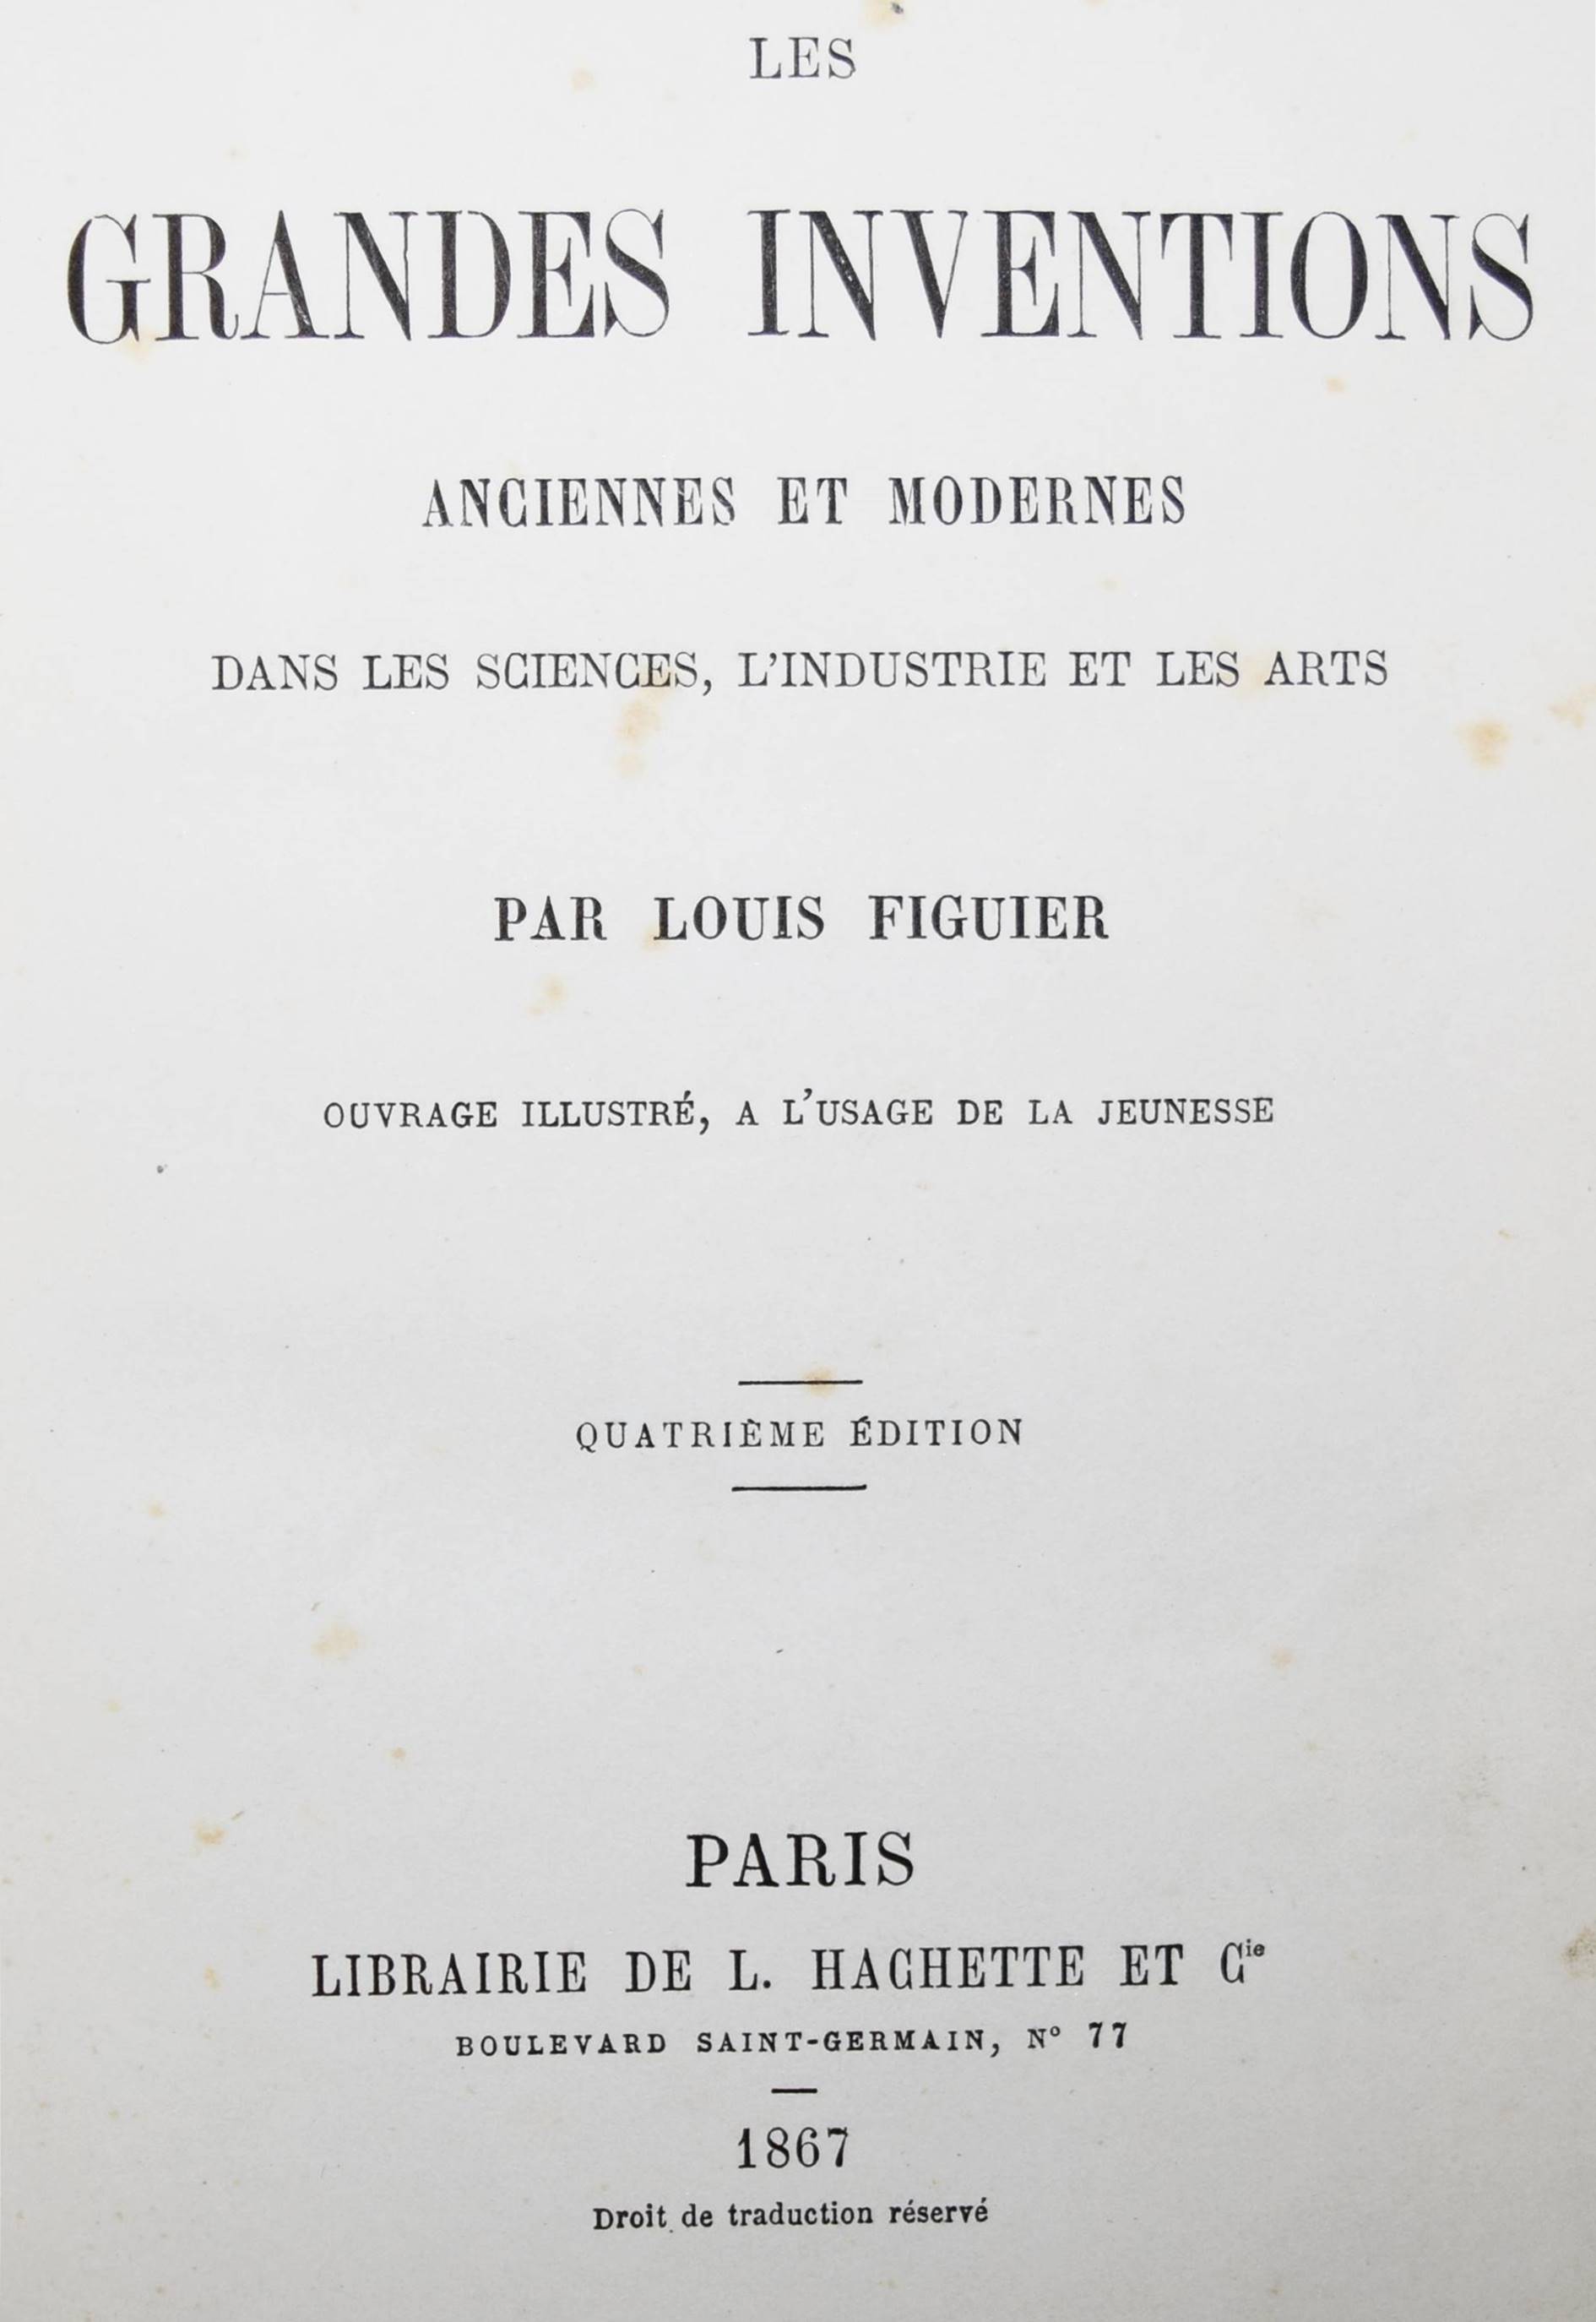 LES
GRANDES INVENTIONS
ANCIENNES ET MODERNES
DANS LES SCIENCES, L'INDUSTRIE ET LES ARTS
PAR LOUIS FIGUIER
OUVRAGE ILLUSTRÉ, A L'USAGE DE LA JEUNESSE
QUATRIÈME ÉDITION
PARIS
LIBRAIRIE DE L. HACHETTE ET Cie
BOULEVARD SAINT-GERMAIN, N° 77
1867
Droit de traduction réservé